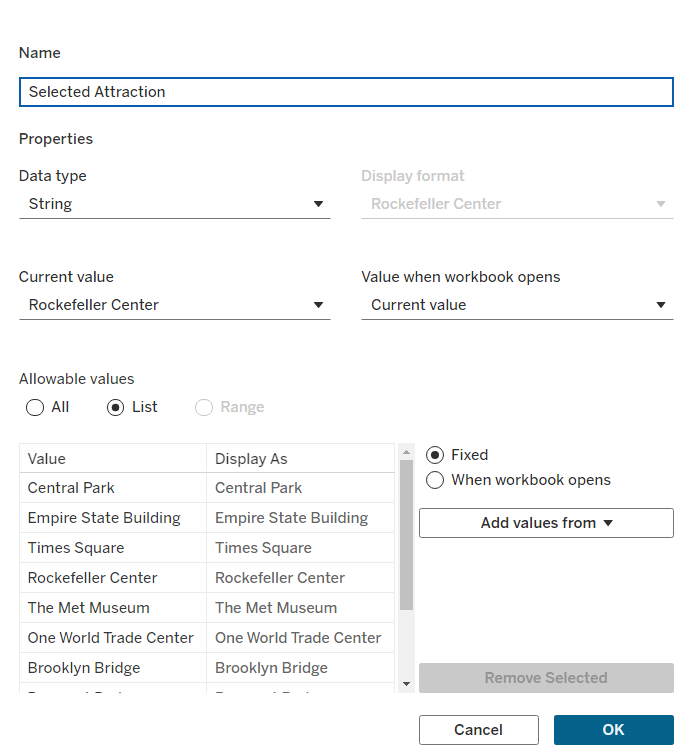 Name
Selected Attraction
Properties
Data type
Display format
String
Rockefeller Center
Current value
Value when workbook opens
Rockefeller Center
Current value
Allowable values
All
List
Range
Value
Display As
Central Park
Central Park
Empire State Building
Empire State Building
Times Square
Times Square
Rockefeller Center
Rockefeller Center
The Met Museum
The Met Museum
One World Trade Center
One World Trade Center
Brooklyn Bridge
Brooklyn Bridge
Fixed
When workbook opens
Add values from
Remove Selected
Cancel
OK